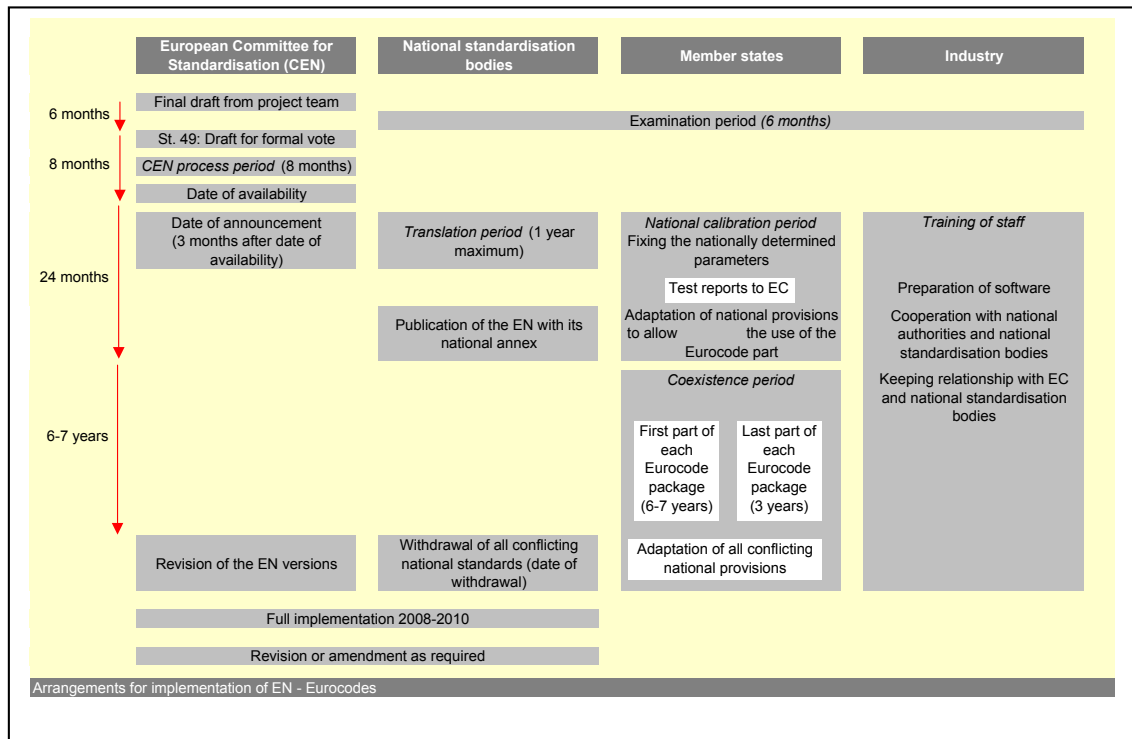 European Committee for
Standardisation (CEN)
National standardisation
bodies
Member states
Industry
6 months
Final draft from project team
Examination period (6 months)
St. 49: Draft for formal vote
8 months
CEN process period (8 months)
Date of availability
24 months
Date of announcement
(3 months after date of
availability)
Translation period (1 year
maximum)
National calibration period
Fixing the nationally determined
parameters
Training of staff
Test reports to EC
Preparation of software
Publication of the EN with its
national annex
Adaptation of national provisions
to allow the use of the
Eurocode part
Cooperation with national
authorities and national
standardisation bodies
6-7 years
Coexistence period
Keeping relationship with EC
and national standardisation
bodies
First part of
each
Eurocode
package
(6-7 years)
Last part of
each
Eurocode
package
(3 years)
Revision of the EN versions
Withdrawal of all conflicting
national standards (date of
withdrawal)
Adaptation of all conflicting
national provisions
Full implementation 2008-2010
Revision or amendment as required
Arrangements for implementation of EN - Eurocodes